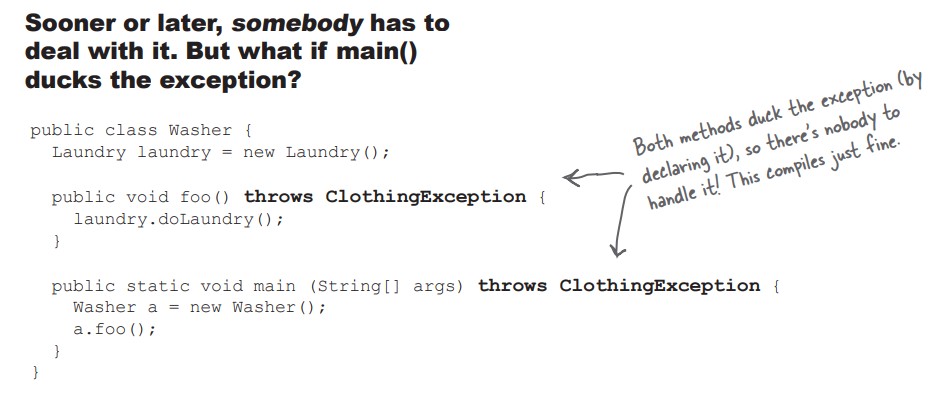 Sooner or later, somebody has to
deal with it. But what if main()
ducks the exception?
public class Washer {
Laundry laundry = new Laundry();
public void foo() throws ClothingException {
laundry.doLaundry();
}
public static void main (String[] args) throws ClothingException {
Washer a = new Washer();
a.foo();
}
}
Both methods duck the exception (by
declaring it), so there's nobody to
handle it! This compiles just fine.